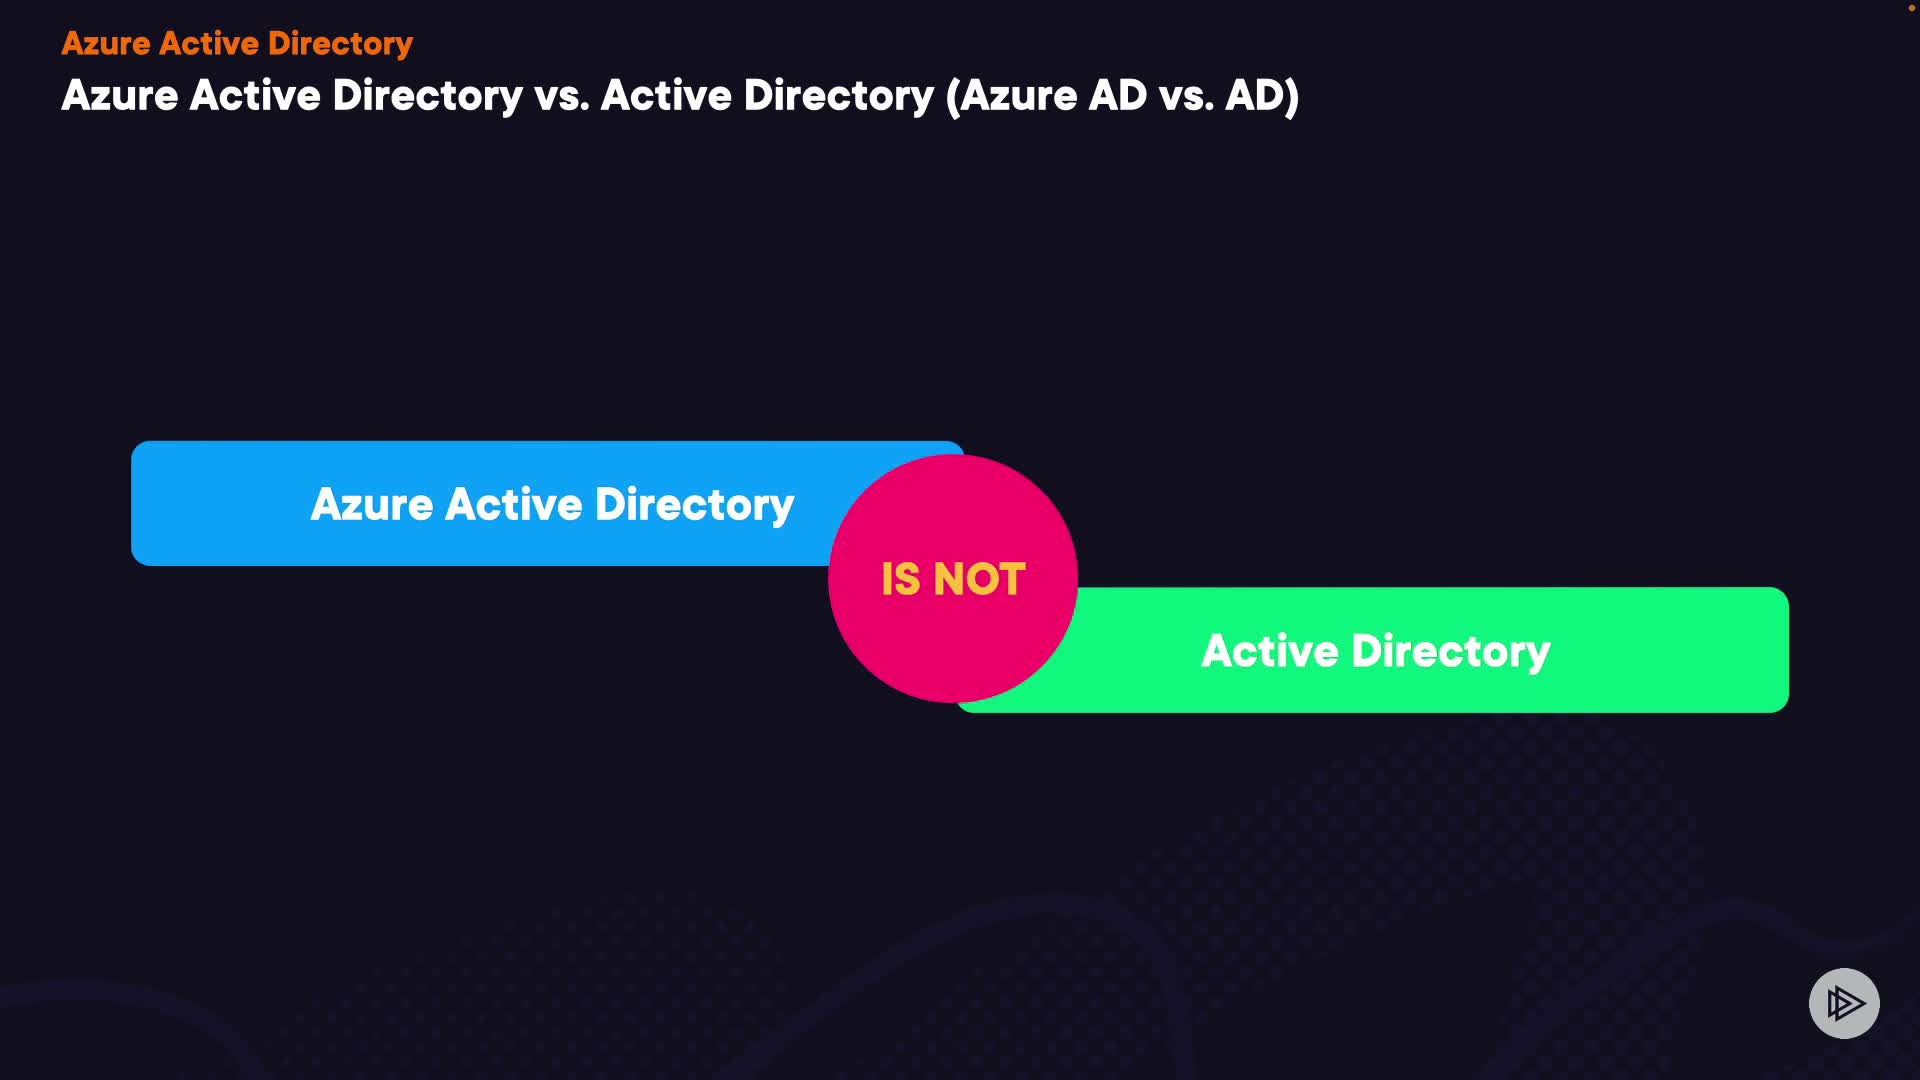 Azure Active Directory
Azure Active Directory vs. Active Directory (Azure AD vs. AD)
Azure Active Directory
IS NOT
Active Directory